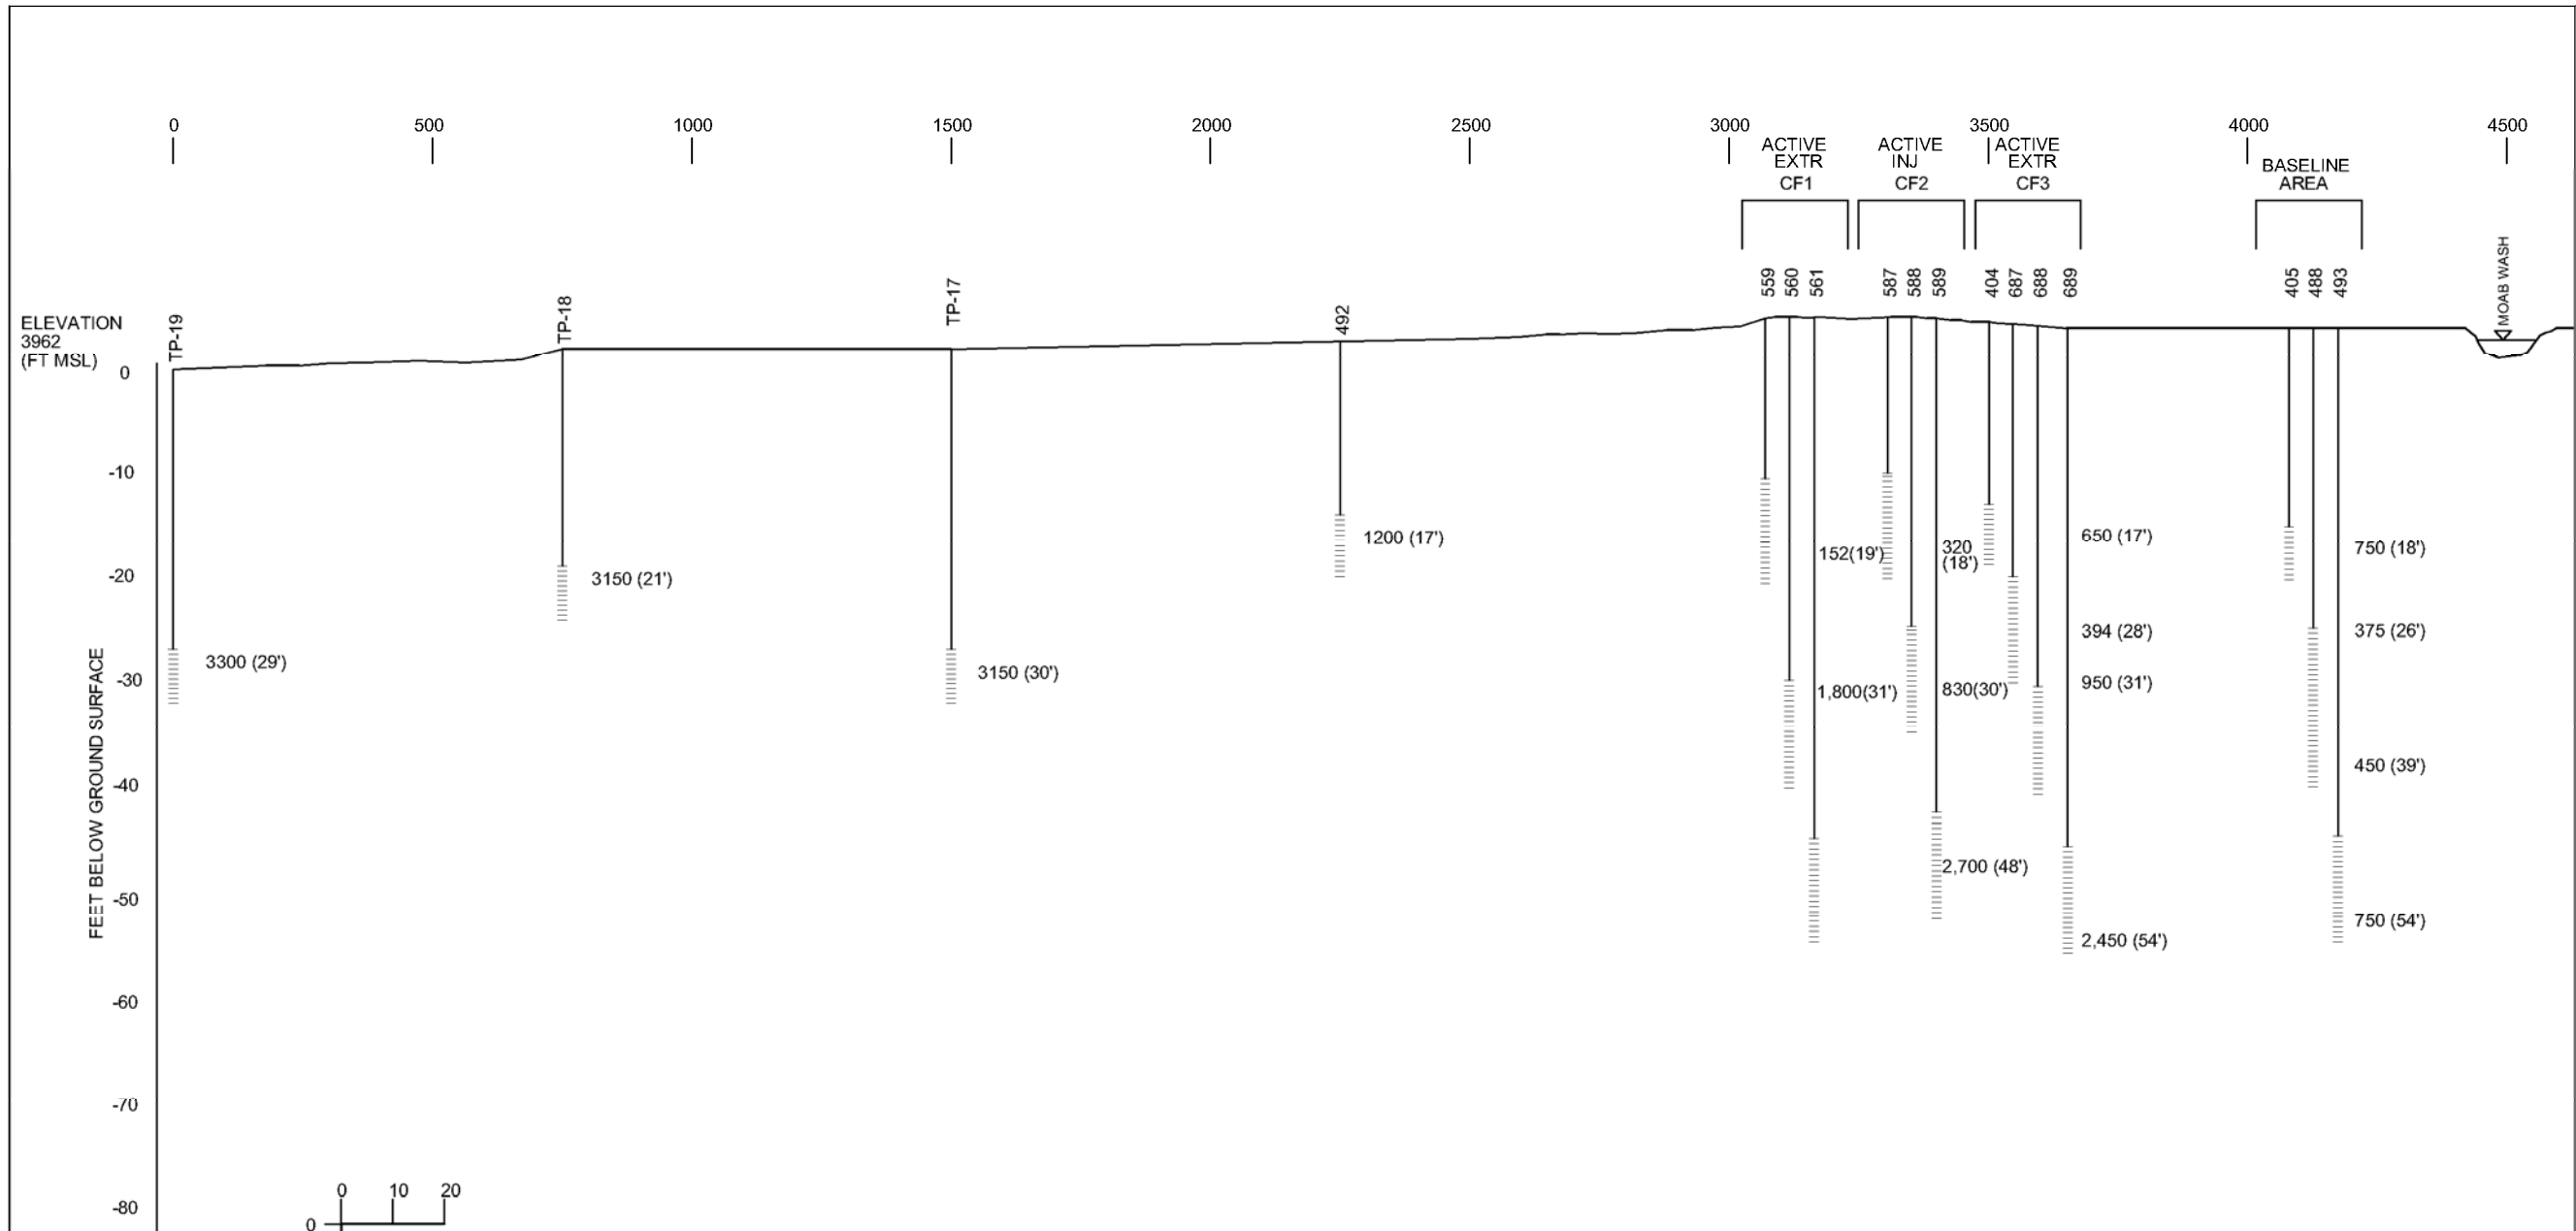 0 500 1000 1500 2000 2500 3000 3500 4000 4500
ACTIVE
EXTR
CF1
ACTIVE
INJ
CF2
ACTIVE
EXTR
CF3
BASELINE
AREA
MOAB WASH
559 560 561 587 588 589 404 687 688 689 405 488 493
TP-19
TP-18
TP-17
492
ELEVATION
3962
(FT MSL)
0
-10
-20
-30
-40
-50
-60
-70
-80
FEET BELOW GROUND SURFACE
3300 (29')
3150 (21')
3150 (30')
1200 (17')
152(19')
1,800(31')
320
(18')
830(30')
2,700 (48')
650 (17')
394 (28')
950 (31')
2,450 (54')
750 (18')
375 (26')
450 (39')
750 (54')
0 10 20
0